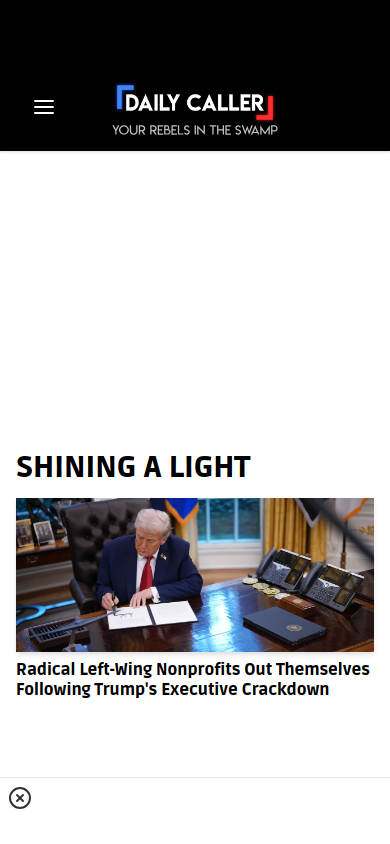 DAILY CALLER
YOUR REBELS IN THE SWAMP
SHINING A LIGHT
Radical Left-Wing Nonprofits Out Themselves
Following Trump's Executive Crackdown